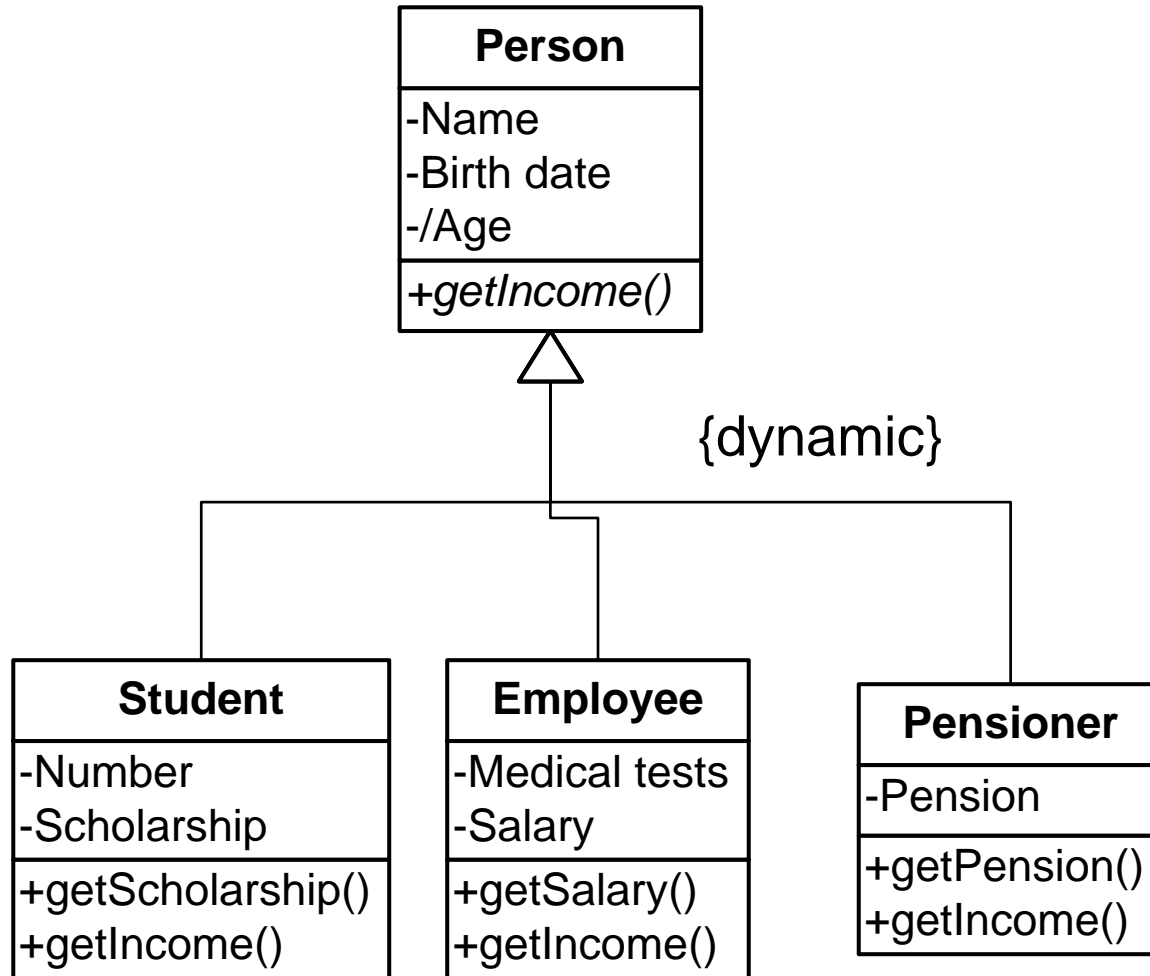 Person
-Name
-Birth date
-/Age
+getIncome()
{dynamic}
Student
-Number
-Scholarship
+getScholarship()
+getIncome()
Employee
-Medical tests
-Salary
+getSalary()
+getIncome()
Pensioner
-Pension
+getPension()
+getIncome()